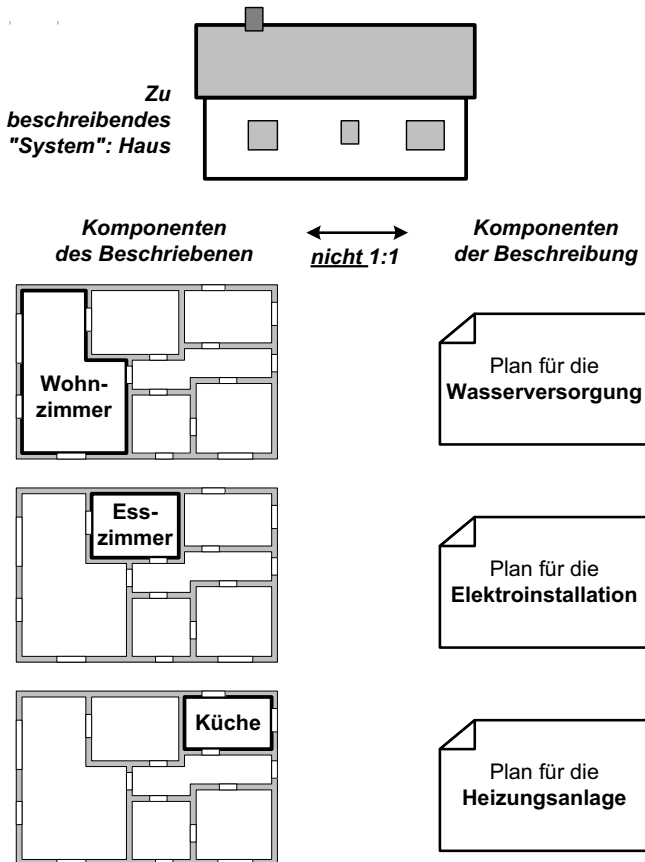 Zu
beschreibendes
"System": Haus
Komponenten
des Beschriebenen
nicht 1:1
Komponenten
der Beschreibung
Wohn-
zimmer
Plan für die
Wasserversorgung
Ess-
zimmer
Plan für die
Elektroinstallation
Küche
Plan für die
Heizungsanlage